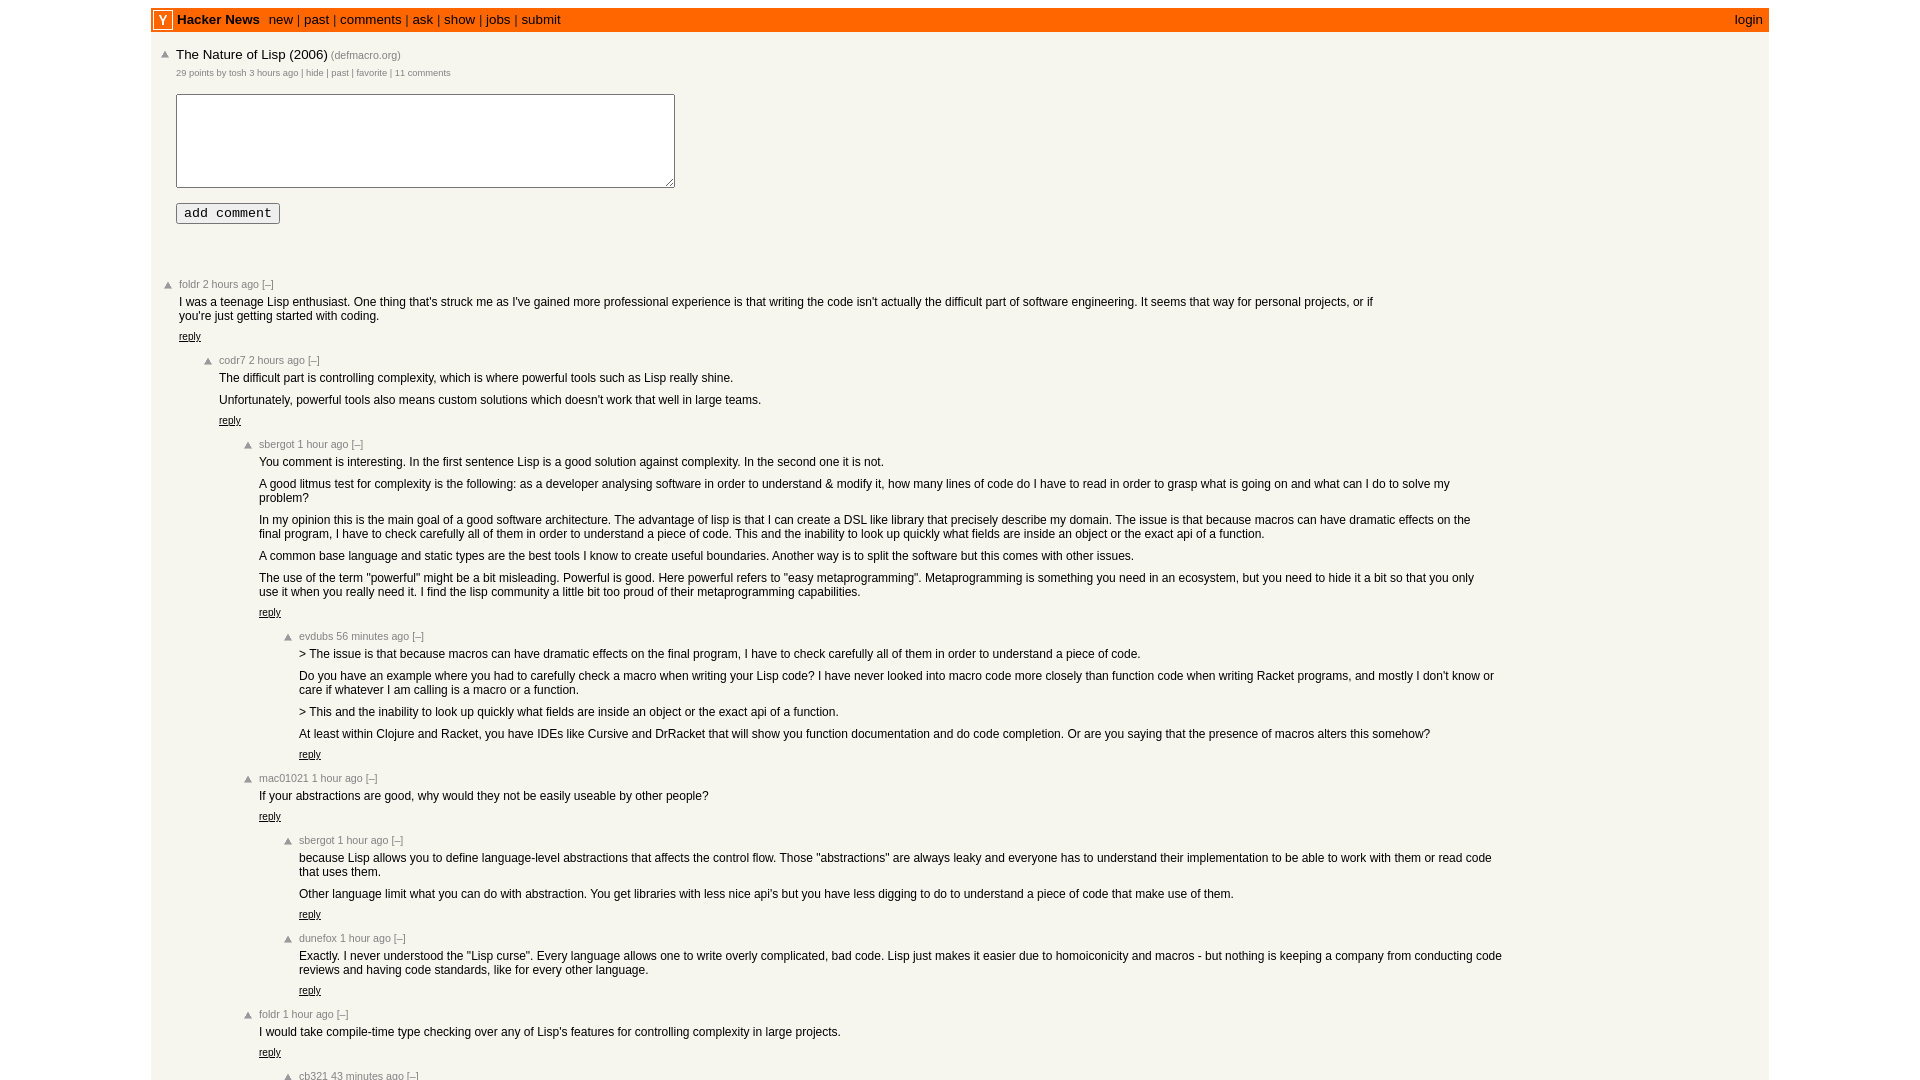 Y Hacker News new | past | comments | ask | show | jobs | submit login
The Nature of Lisp (2006) (defmacro.org)
29 points by tosh 3 hours ago | hide | past | favorite | 11 comments
add comment
foldr 2 hours ago [–]
I was a teenage Lisp enthusiast. One thing that's struck me as I've gained more professional experience is that writing the code isn't actually the difficult part of software engineering. It seems that way for personal projects, or if
you're just getting started with coding.
reply
codr7 2 hours ago [–]
The difficult part is controlling complexity, which is where powerful tools such as Lisp really shine.
Unfortunately, powerful tools also means custom solutions which doesn't work that well in large teams.
reply
sbergot 1 hour ago [–]
You comment is interesting. In the first sentence Lisp is a good solution against complexity. In the second one it is not.
A good litmus test for complexity is the following: as a developer analysing software in order to understand & modify it, how many lines of code do I have to read in order to grasp what is going on and what can I do to solve my
problem?
In my opinion this is the main goal of a good software architecture. The advantage of lisp is that I can create a DSL like library that precisely describe my domain. The issue is that because macros can have dramatic effects on the
final program, I have to check carefully all of them in order to understand a piece of code. This and the inability to look up quickly what fields are inside an object or the exact api of a function.
A common base language and static types are the best tools I know to create useful boundaries. Another way is to split the software but this comes with other issues.
The use of the term "powerful" might be a bit misleading. Powerful is good. Here powerful refers to "easy metaprogramming". Metaprogramming is something you need in an ecosystem, but you need to hide it a bit so that you only
use it when you really need it. I find the lisp community a little bit too proud of their metaprogramming capabilities.
reply
evdubs 56 minutes ago [–]
> The issue is that because macros can have dramatic effects on the final program, I have to check carefully all of them in order to understand a piece of code.
Do you have an example where you had to carefully check a macro when writing your Lisp code? I have never looked into macro code more closely than function code when writing Racket programs, and mostly I don't know or
care if whatever I am calling is a macro or a function.
> This and the inability to look up quickly what fields are inside an object or the exact api of a function.
At least within Clojure and Racket, you have IDEs like Cursive and DrRacket that will show you function documentation and do code completion. Or are you saying that the presence of macros alters this somehow?
reply
mac01021 1 hour ago [–]
If your abstractions are good, why would they not be easily useable by other people?
reply
sbergot 1 hour ago [–]
because Lisp allows you to define language-level abstractions that affects the control flow. Those "abstractions" are always leaky and everyone has to understand their implementation to be able to work with them or read code
that uses them.
Other language limit what you can do with abstraction. You get libraries with less nice api's but you have less digging to do to understand a piece of code that make use of them.
reply
dunefox 1 hour ago [–]
Exactly. I never understood the "Lisp curse". Every language allows one to write overly complicated, bad code. Lisp just makes it easier due to homoiconicity and macros - but nothing is keeping a company from conducting code
reviews and having code standards, like for every other language.
reply
foldr 1 hour ago [–]
I would take compile-time type checking over any of Lisp's features for controlling complexity in large projects.
reply
cb321 43 minutes ago [–]